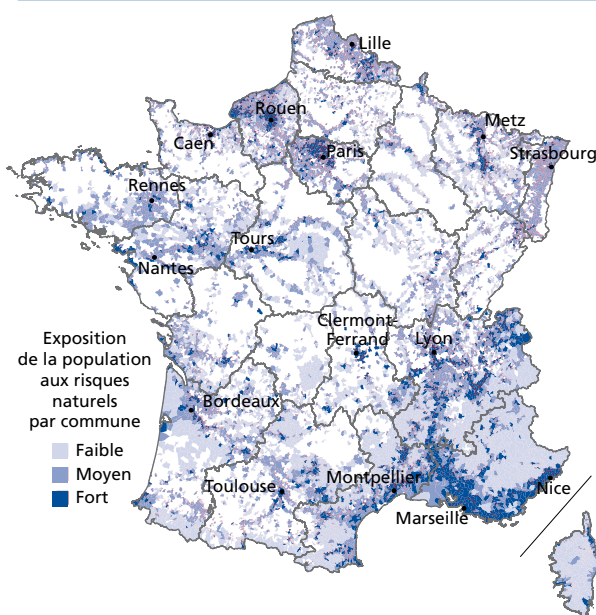 Lille
Rouen
Caen
Metz
Paris
Strasbourg
Rennes
Tours
Nantes
Clermont-
Ferrand
Lyon
Exposition
de la population
aux risques
naturels
par commune
Faible
Moyen
Fort
Bordeaux
Toulouse
Montpellier
Nice
Marseille